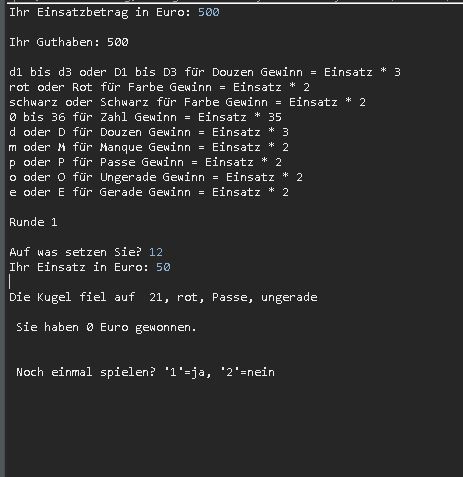 Ihr Einsatzbetrag in Euro: 500
Ihr Guthaben: 500
d1 bis d3 oder D1 bis D3 für Douzen Gewinn = Einsatz * 3
rot oder Rot für Farbe Gewinn = Einsatz * 2
schwarz oder Schwarz für Farbe Gewinn = Einsatz * 2
0 bis 36 für Zahl Gewinn = Einsatz * 35
d oder D für Douzen Gewinn = Einsatz * 3
m oder M für Manque Gewinn = Einsatz * 2
p oder P für Passe Gewinn = Einsatz * 2
o oder O für Ungerade Gewinn = Einsatz * 2
e oder E für Gerade Gewinn = Einsatz * 2
Runde 1
Auf was setzen Sie? 12
Ihr Einsatz in Euro: 50
Die Kugel fiel auf  21, rot, Passe, ungerade
Sie haben 0 Euro gewonnen.
Noch einmal spielen? '1'=ja, '2'=nein